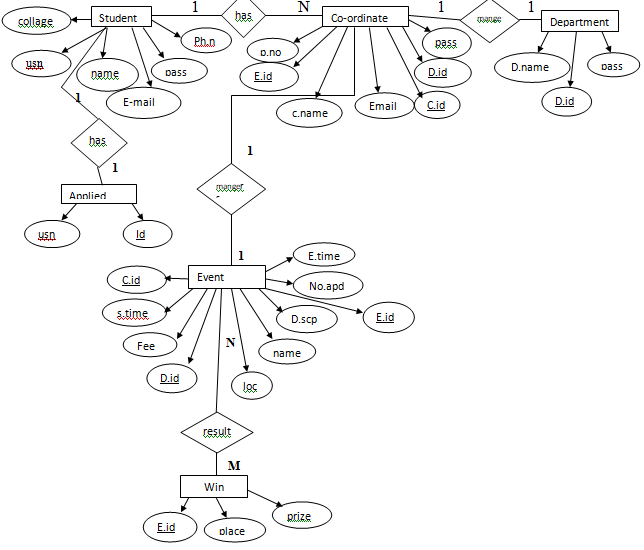 1
1
1
N
Student
has
Co-ordinate
Department
collage
Ph.n
pass
p.no
usn
name
pass
E.id
D.id
D.name
pass
E-mail
c.name
Email
C.id
D.id
1
has
1
1
Applied
usn
Id
1
E.time
Event
C.id
No.apd
s.time
D.scp
E.id
Fee
N
name
D.id
loc
result
M
Win
E.id
place
prize